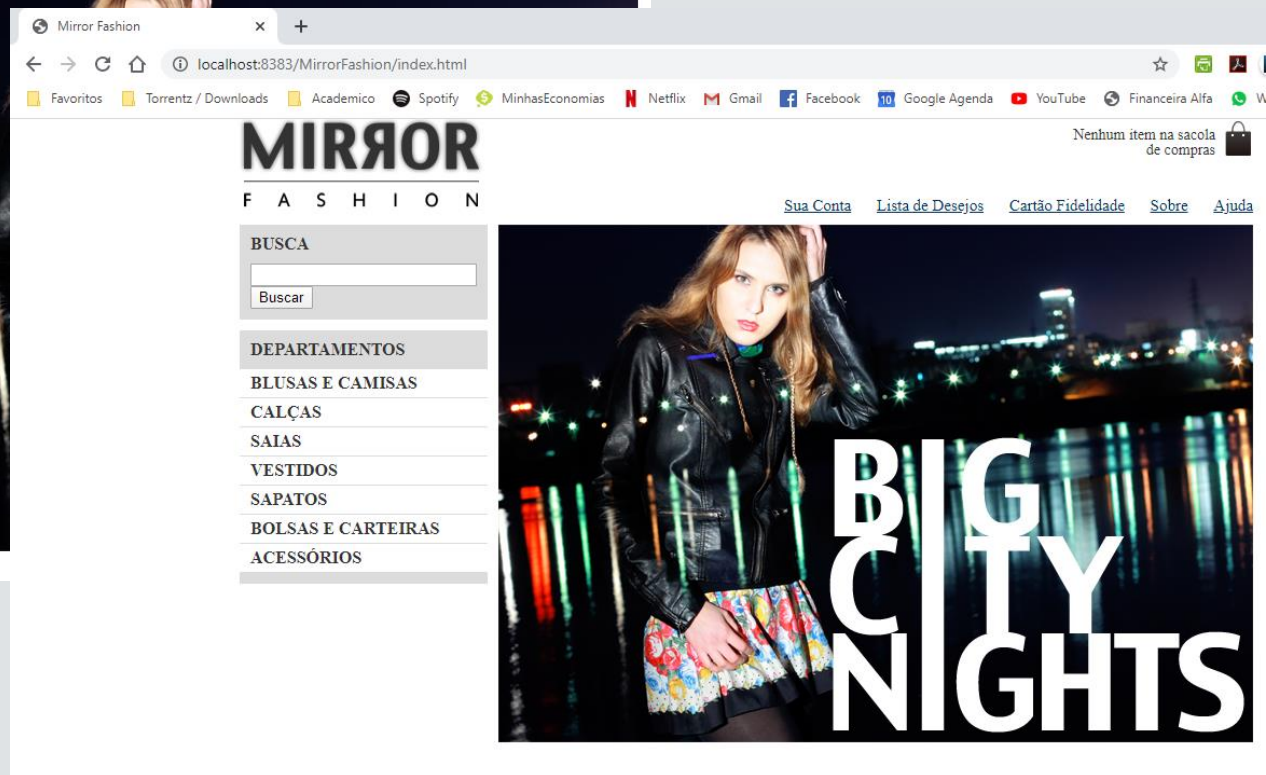 Mirror Fashion
localhost:8383/MirrorFashion/index.html
Favoritos Torrentz / Downloads Academico Spotify MinhasEconomias Netflix Gmail Facebook 10 Google Agenda YouTube Financeira Alfa
MIRROR
FASHION
Nenhum item na sacola
de compras
Sua Conta Lista de Desejos Cartão Fidelidade Sobre Ajuda
BUSCA
Buscar
DEPARTAMENTOS
BLUSAS E CAMISAS
CALÇAS
SAIAS
VESTIDOS
SAPATOS
BOLSAS E CARTEIRAS
ACESSÓRIOS
BIG
CITY
NIGHTS